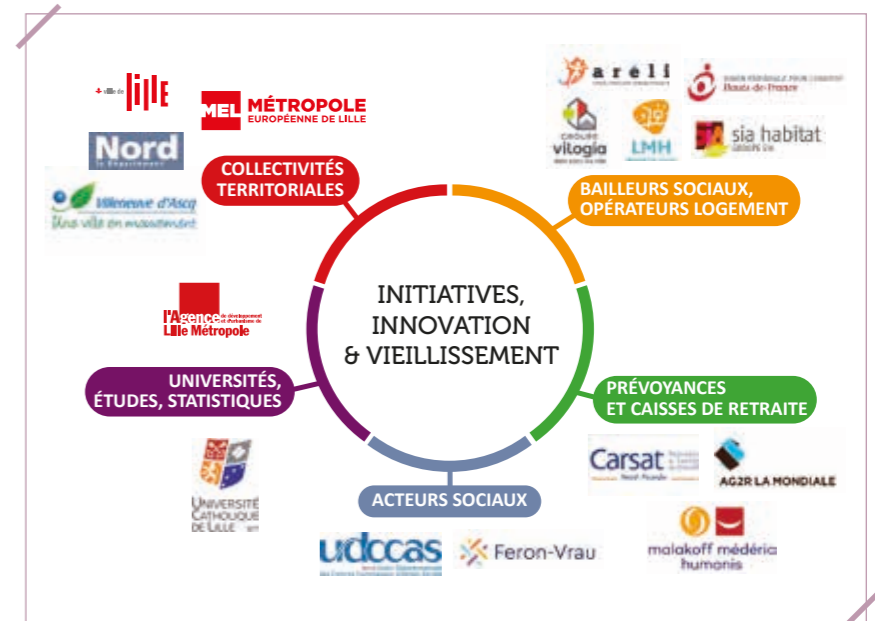 ville de lille
MEL MÉTROPOLE
EUROPÉENNE DE LILLE
Nord
le Département
Villeneuve d'Ascq
Une ville en mouvement
COLLECTIVITÉS
TERRITORIALES
areli
Hauts-de-France
GROUPE
vilogia
LMH
sia habitat
GROUPE SIA
BAILLEURS SOCIAUX,
OPÉRATEURS LOGEMENT
INITIATIVES,
INNOVATION
& VIEILLISSEMENT
l'Agence de développement
et d'urbanisme de
Lille Métropole
UNIVERSITÉS,
ÉTUDES, STATISTIQUES
UNIVERSITÉ
CATHOLIQUE
DE LILLE
PRÉVOYANCES
ET CAISSES DE RETRAITE
Carsat
AG2R LA MONDIALE
malakoff médéric
humanis
ACTEURS SOCIAUX
udccas
Feron-Vrau